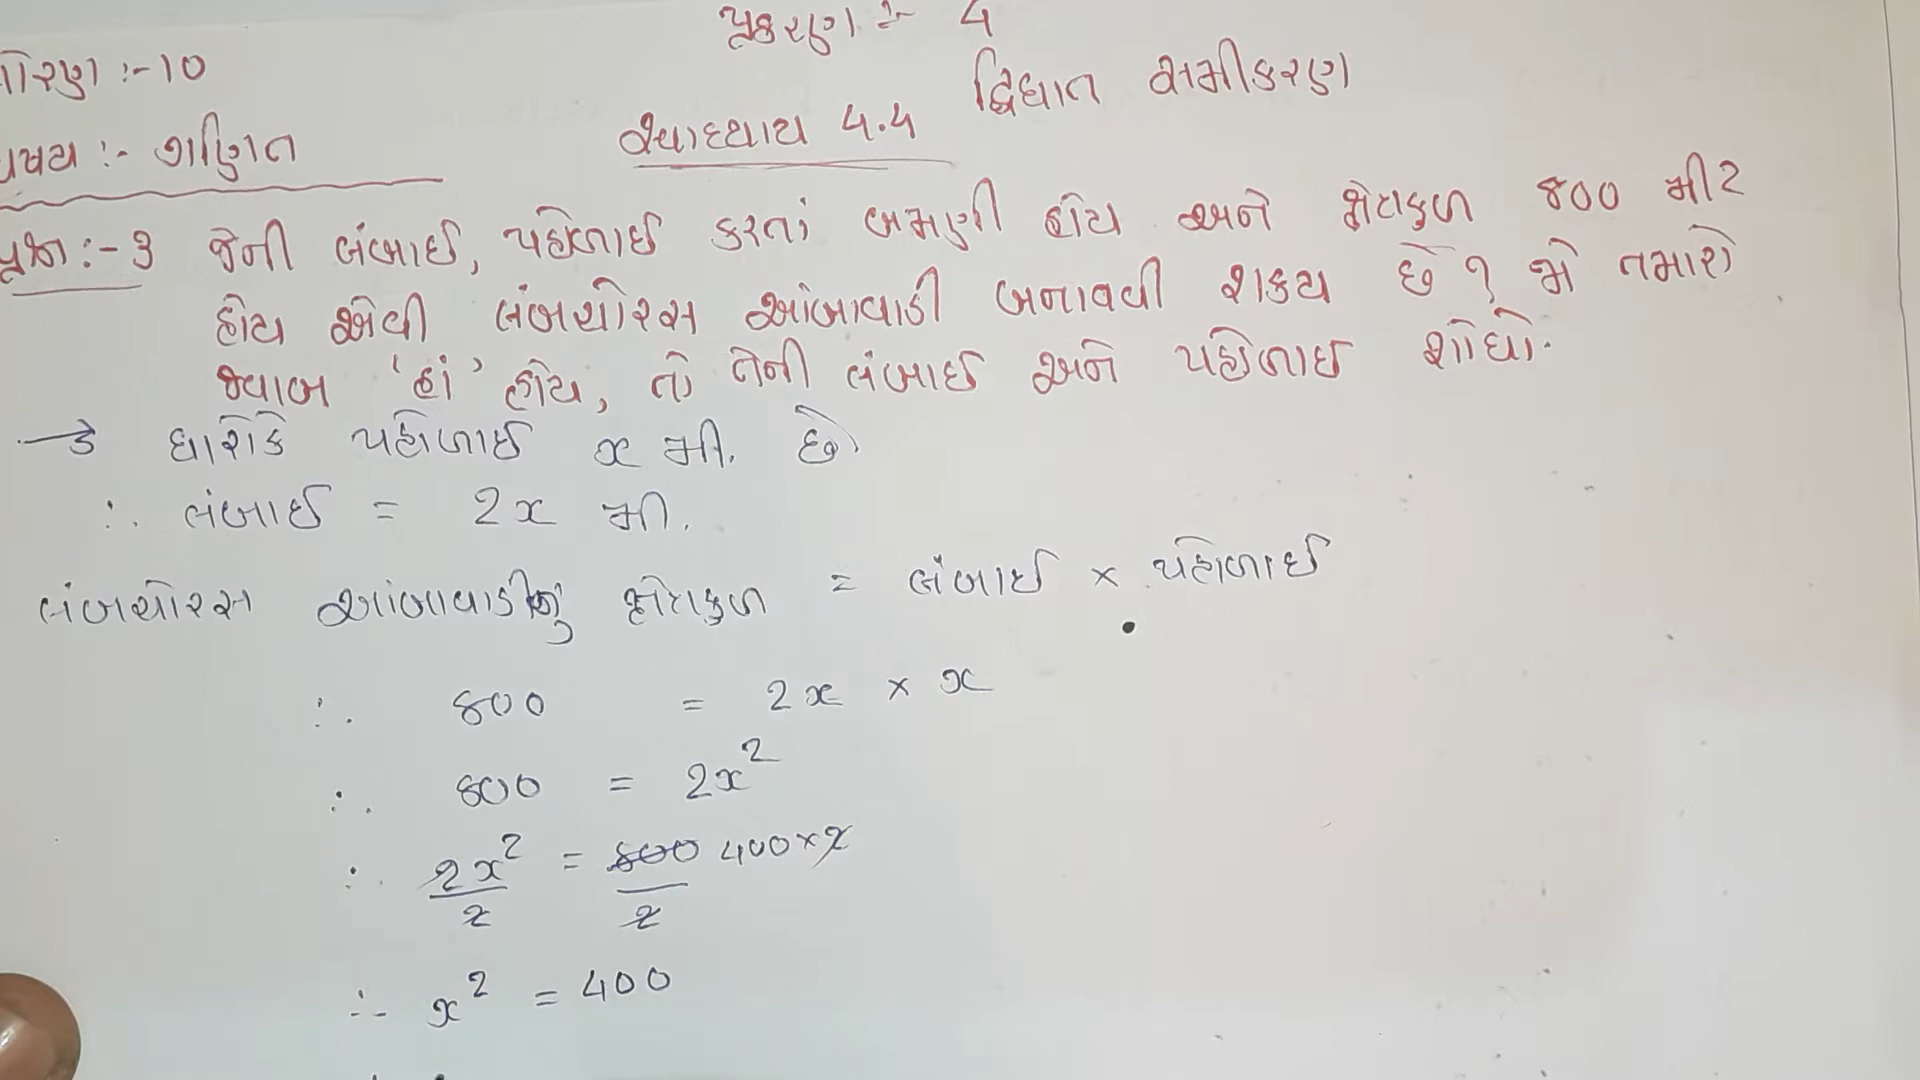 પ્રકરણ :- 4
ધોરણ :- 10
દ્વિઘાત સમીકરણ
વિષય :- ગણિત
સ્વાધ્યાય 4.4
પ્રશ્ન :- 3 જેની લંબાઈ, પહોળાઈ કરતાં બમણી હોય અને ક્ષેત્રફળ 800 મી2
હોય એવી લંબચોરસ આંબાવાડી બનાવવી શક્ય છે ? જો તમારો
જવાબ 'હા' હોય, તો તેની લંબાઈ અને પહોળાઈ શોધો.
→ ધારોકે પહોળાઈ x મી. છે
∴ લંબાઈ = 2x મી.
લંબચોરસ આંબાવાડીનું ક્ષેત્રફળ = લંબાઈ × પહોળાઈ
∴ 800 = 2x × x
∴ 800 = 2x²
∴ 2x²/2 = 800 400×2/2
∴ x² = 400